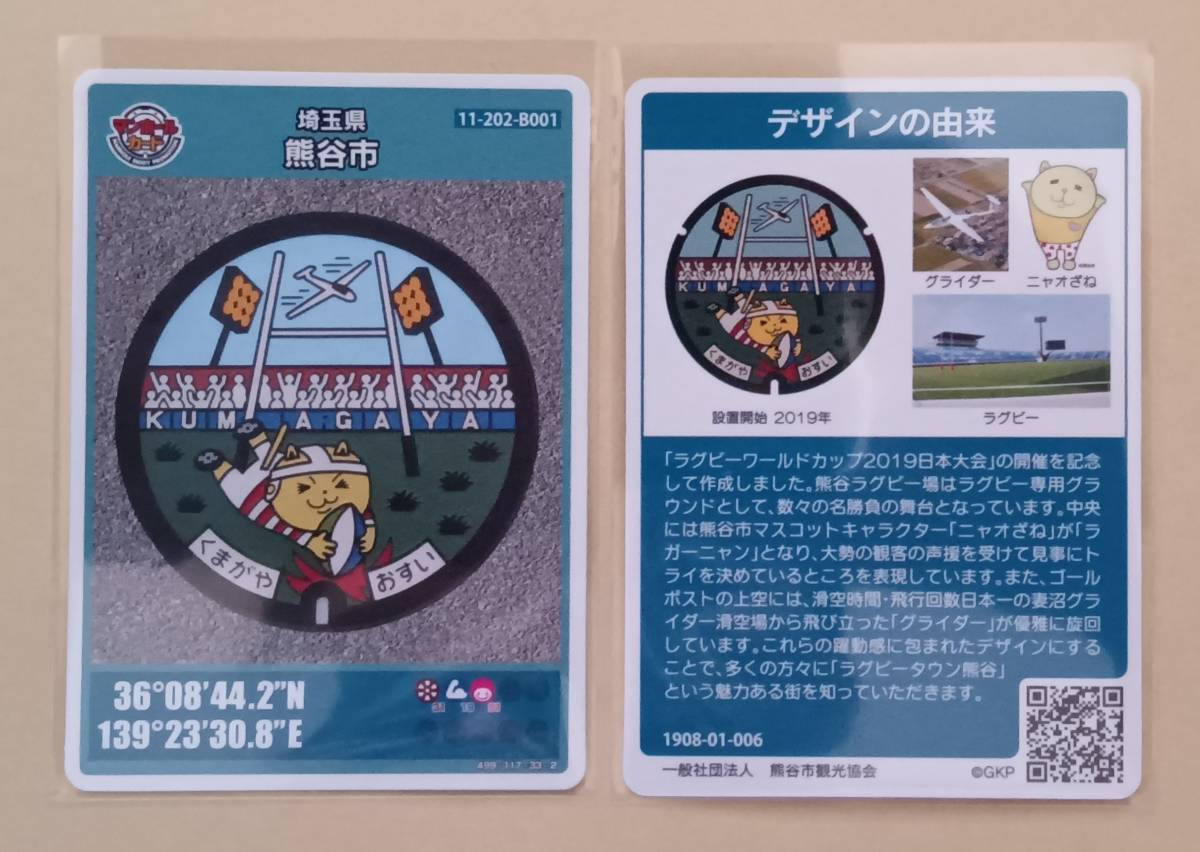 マンホール
カード
埼玉県
熊谷市
11-202-B001
KUMAGAYA
くまがや
おすい
36°08'44.2"N
139°23'30.8"E
499 117 33 2
デザインの由来
KUMAGAYA
くまがや
おすい
設置開始 2019年
グライダー
ニャオざね
ラグビー
「ラグビーワールドカップ2019日本大会」の開催を記念
して作成しました。熊谷ラグビー場はラグビー専用グラ
ウンドとして、数々の名勝負の舞台となっています。中央
には熊谷市マスコットキャラクター「ニャオざね」が「ラ
ガーニャン」となり、大勢の観客の声援を受けて見事にト
ライを決めているところを表現しています。また、ゴール
ポストの上空には、滑空時間・飛行回数日本一の妻沼グラ
イダー滑空場から飛び立った「グライダー」が優雅に旋回
しています。これらの躍動感に包まれたデザインにす
ることで、多くの方々に「ラグビータウン熊谷」
という魅力ある街を知っていただきます。
1908-01-006
一般社団法人 熊谷市観光協会
©GKP